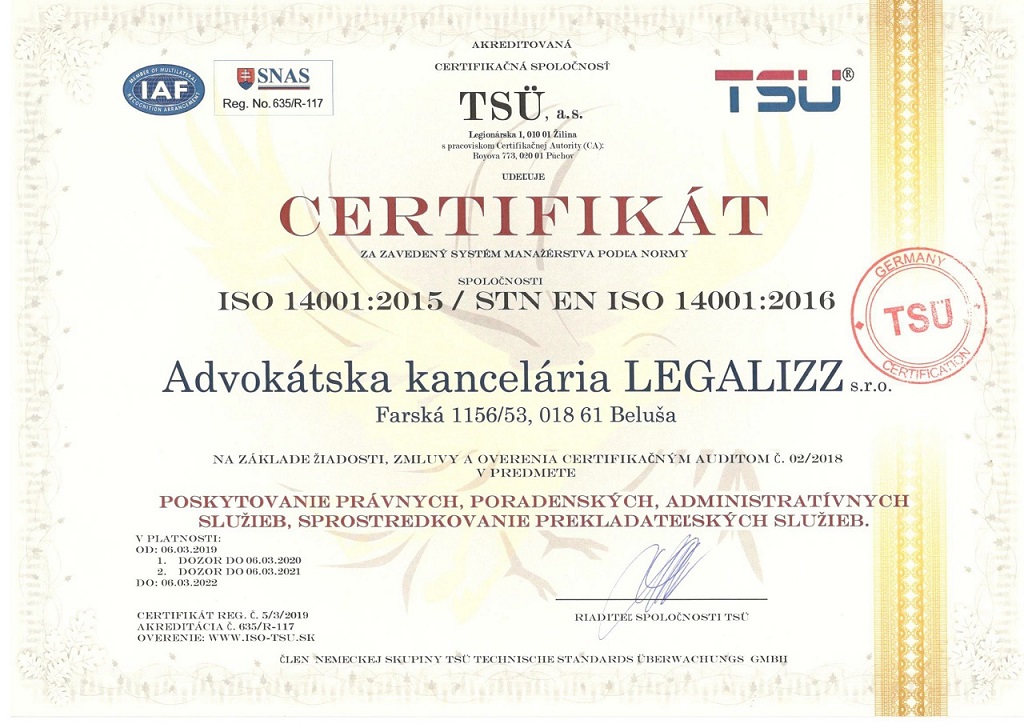 AKREDITOVANÁ
CERTIFIKAČNÁ SPOLOČNOSŤ
MEMBER OF MULTILATERAL
IAF
RECOGNITION ARRANGEMENT
SNAS
Reg. No. 635/R-117
TSÜ, a.s.
TSÜ®
Legionárska 1, 010 01 Žilina
s pracoviskom Certifikačnej Autority (CA):
Royova 773, 020 01 Púchov
UDEĽUJE
CERTIFIKÁT
ZA ZAVEDENÝ SYSTÉM MANAŽÉRSTVA PODĽA NORMY
SPOLOČNOSTI
ISO 14001:2015 / STN EN ISO 14001:2016
GERMANY
TSÜ
CERTIFICATION
Advokátska kancelária LEGALIZZ s.r.o.
Farská 1156/53, 018 61 Beluša
NA ZÁKLADE ŽIADOSTI, ZMLUVY A OVERENIA CERTIFIKAČNÝM AUDITOM Č. 02/2018
V PREDMETE
POSKYTOVANIE PRÁVNYCH, PORADENSKÝCH, ADMINISTRATÍVNYCH
SLUŽIEB, SPROSTREDKOVANIE PREKLADATEĽSKÝCH SLUŽIEB.
V PLATNOSTI:
OD: 06.03.2019
1. DOZOR DO 06.03.2020
2. DOZOR DO 06.03.2021
DO: 06.03.2022
CERTIFIKÁT REG. Č. 5/3/2019
AKREDITÁCIA Č. 635/R-117
OVERENIE: WWW.ISO-TSU.SK
RIADITEĽ SPOLOČNOSTI TSÜ
ČLEN NEMECKEJ SKUPINY TSÜ TECHNISCHE STANDARDS ÜBERWACHUNGS GMBH